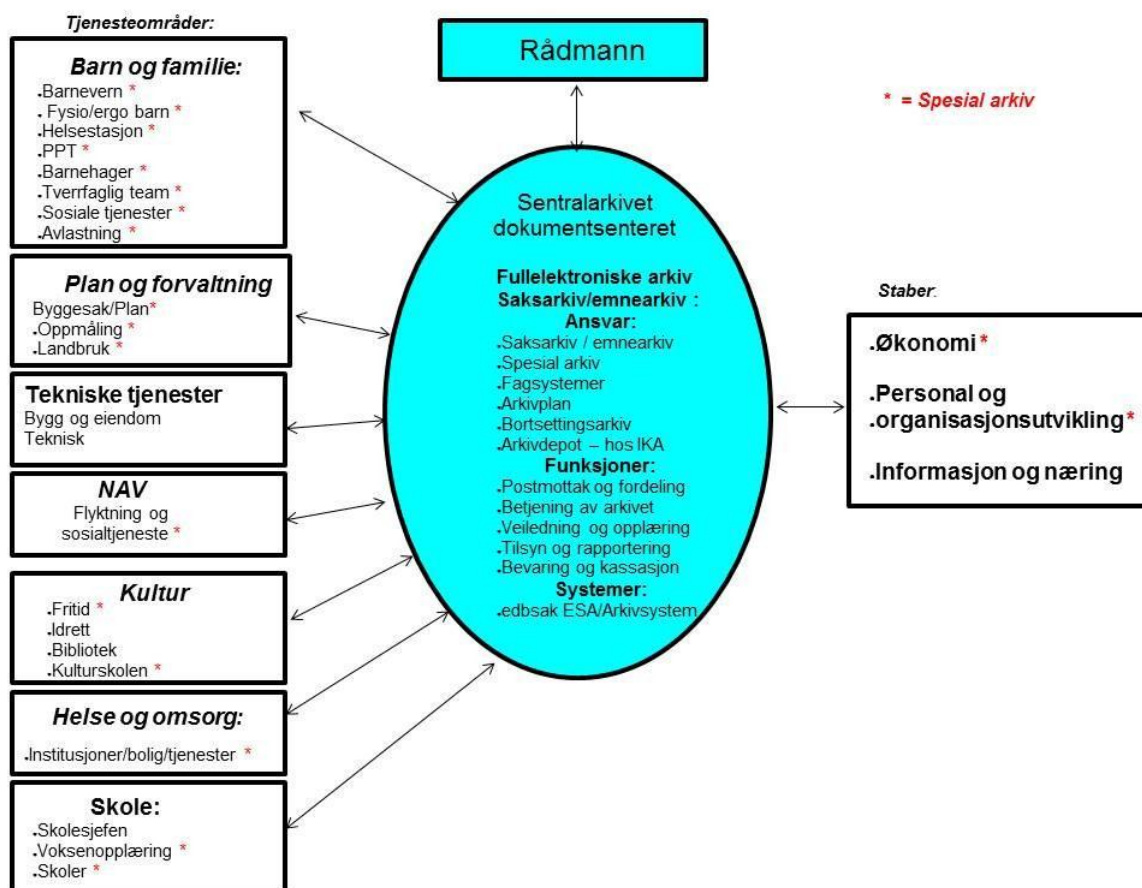 Tjenesteområder:
Barn og familie:
.Barnevern *
. Fysio/ergo barn *
.Helsestasjon *
.PPT *
.Barnehager *
.Tverrfaglig team *
.Sosiale tjenester *
.Avlastning *
Plan og forvaltning
Byggesak/Plan*
.Oppmåling *
.Landbruk *
Tekniske tjenester
Bygg og eiendom
Teknisk
NAV
Flyktning og
sosialtjeneste *
Kultur
.Fritid *
.Idrett
.Bibliotek
.Kulturskolen *
Helse og omsorg:
.Institusjoner/bolig/tjenester *
Skole:
.Skolesjefen
.Voksenopplæring *
.Skoler *
Rådmann
Sentralarkivet
dokumentsenteret
Fullelektroniske arkiv
Saksarkiv/emnearkiv :
Ansvar:
.Saksarkiv / emnearkiv
.Spesial arkiv
.Fagsystemer
.Arkivplan
.Bortsettingsarkiv
.Arkivdepot – hos IKA
Funksjoner:
.Postmottak og fordeling
.Betjening av arkivet
.Veiledning og opplæring
.Tilsyn og rapportering
.Bevaring og kassasjon
Systemer:
.edbsak ESA/Arkivsystem
* = Spesial arkiv
Staber:
.Økonomi *
.Personal og
.organisasjonsutvikling*
.Informasjon og næring